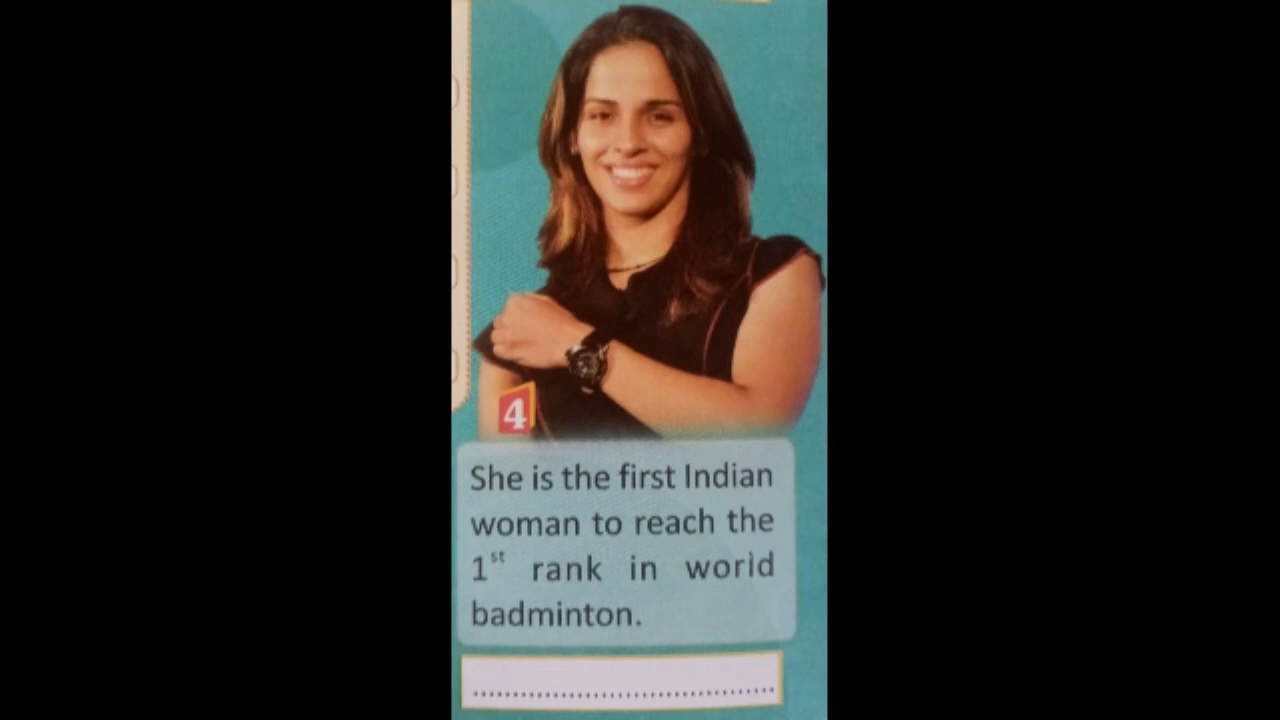 4
She is the first Indian
woman to reach the
1st rank in world
badminton.